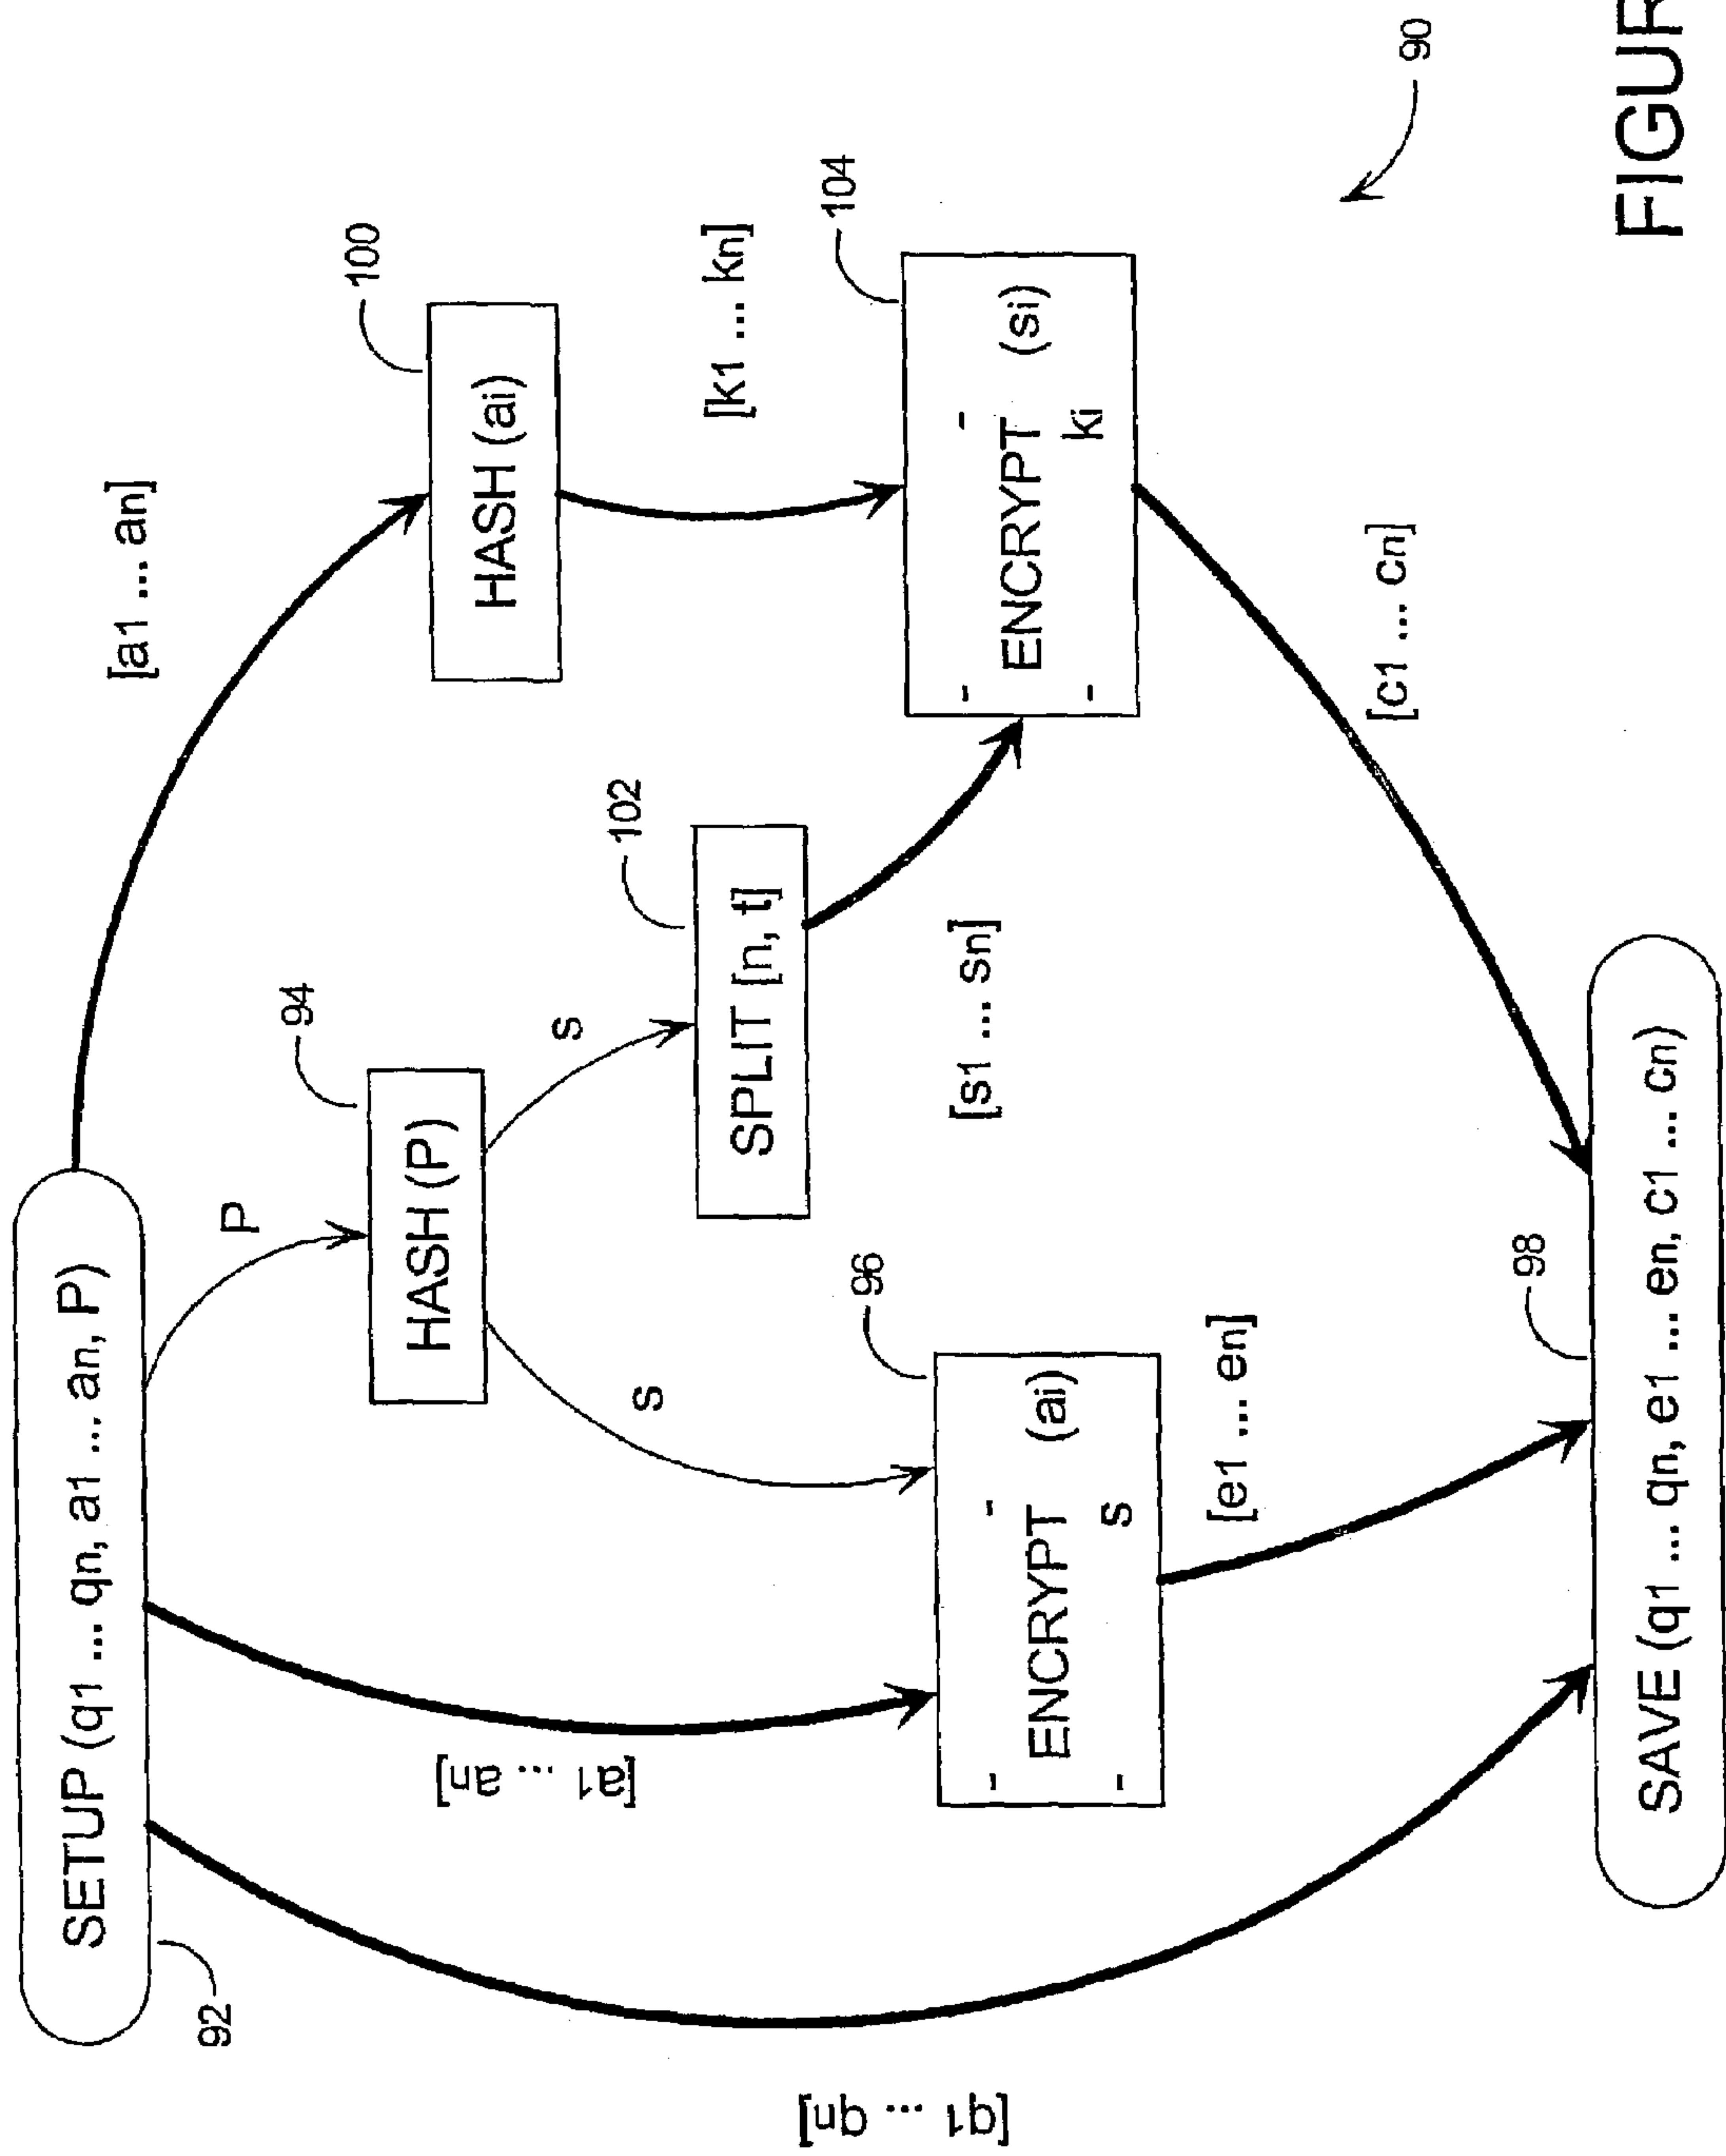 SETUP (q1 ... qn, a1 ... an, P)
92
[a1 ... an]
P
94
HASH (P)
100
HASH (ai)
s
s
102
SPLIT [n, t]
[k1 ... kn]
[a1 ... an]
[q1 ... qn]
96
- -
ENCRYPT (ai)
- s
104
- -
ENCRYPT (si)
- ki
[s1 ... sn]
[e1 ... en]
[c1 ... cn]
98
SAVE (q1 ... qn, e1 ... en, c1 ... cn)
90
FIGUR